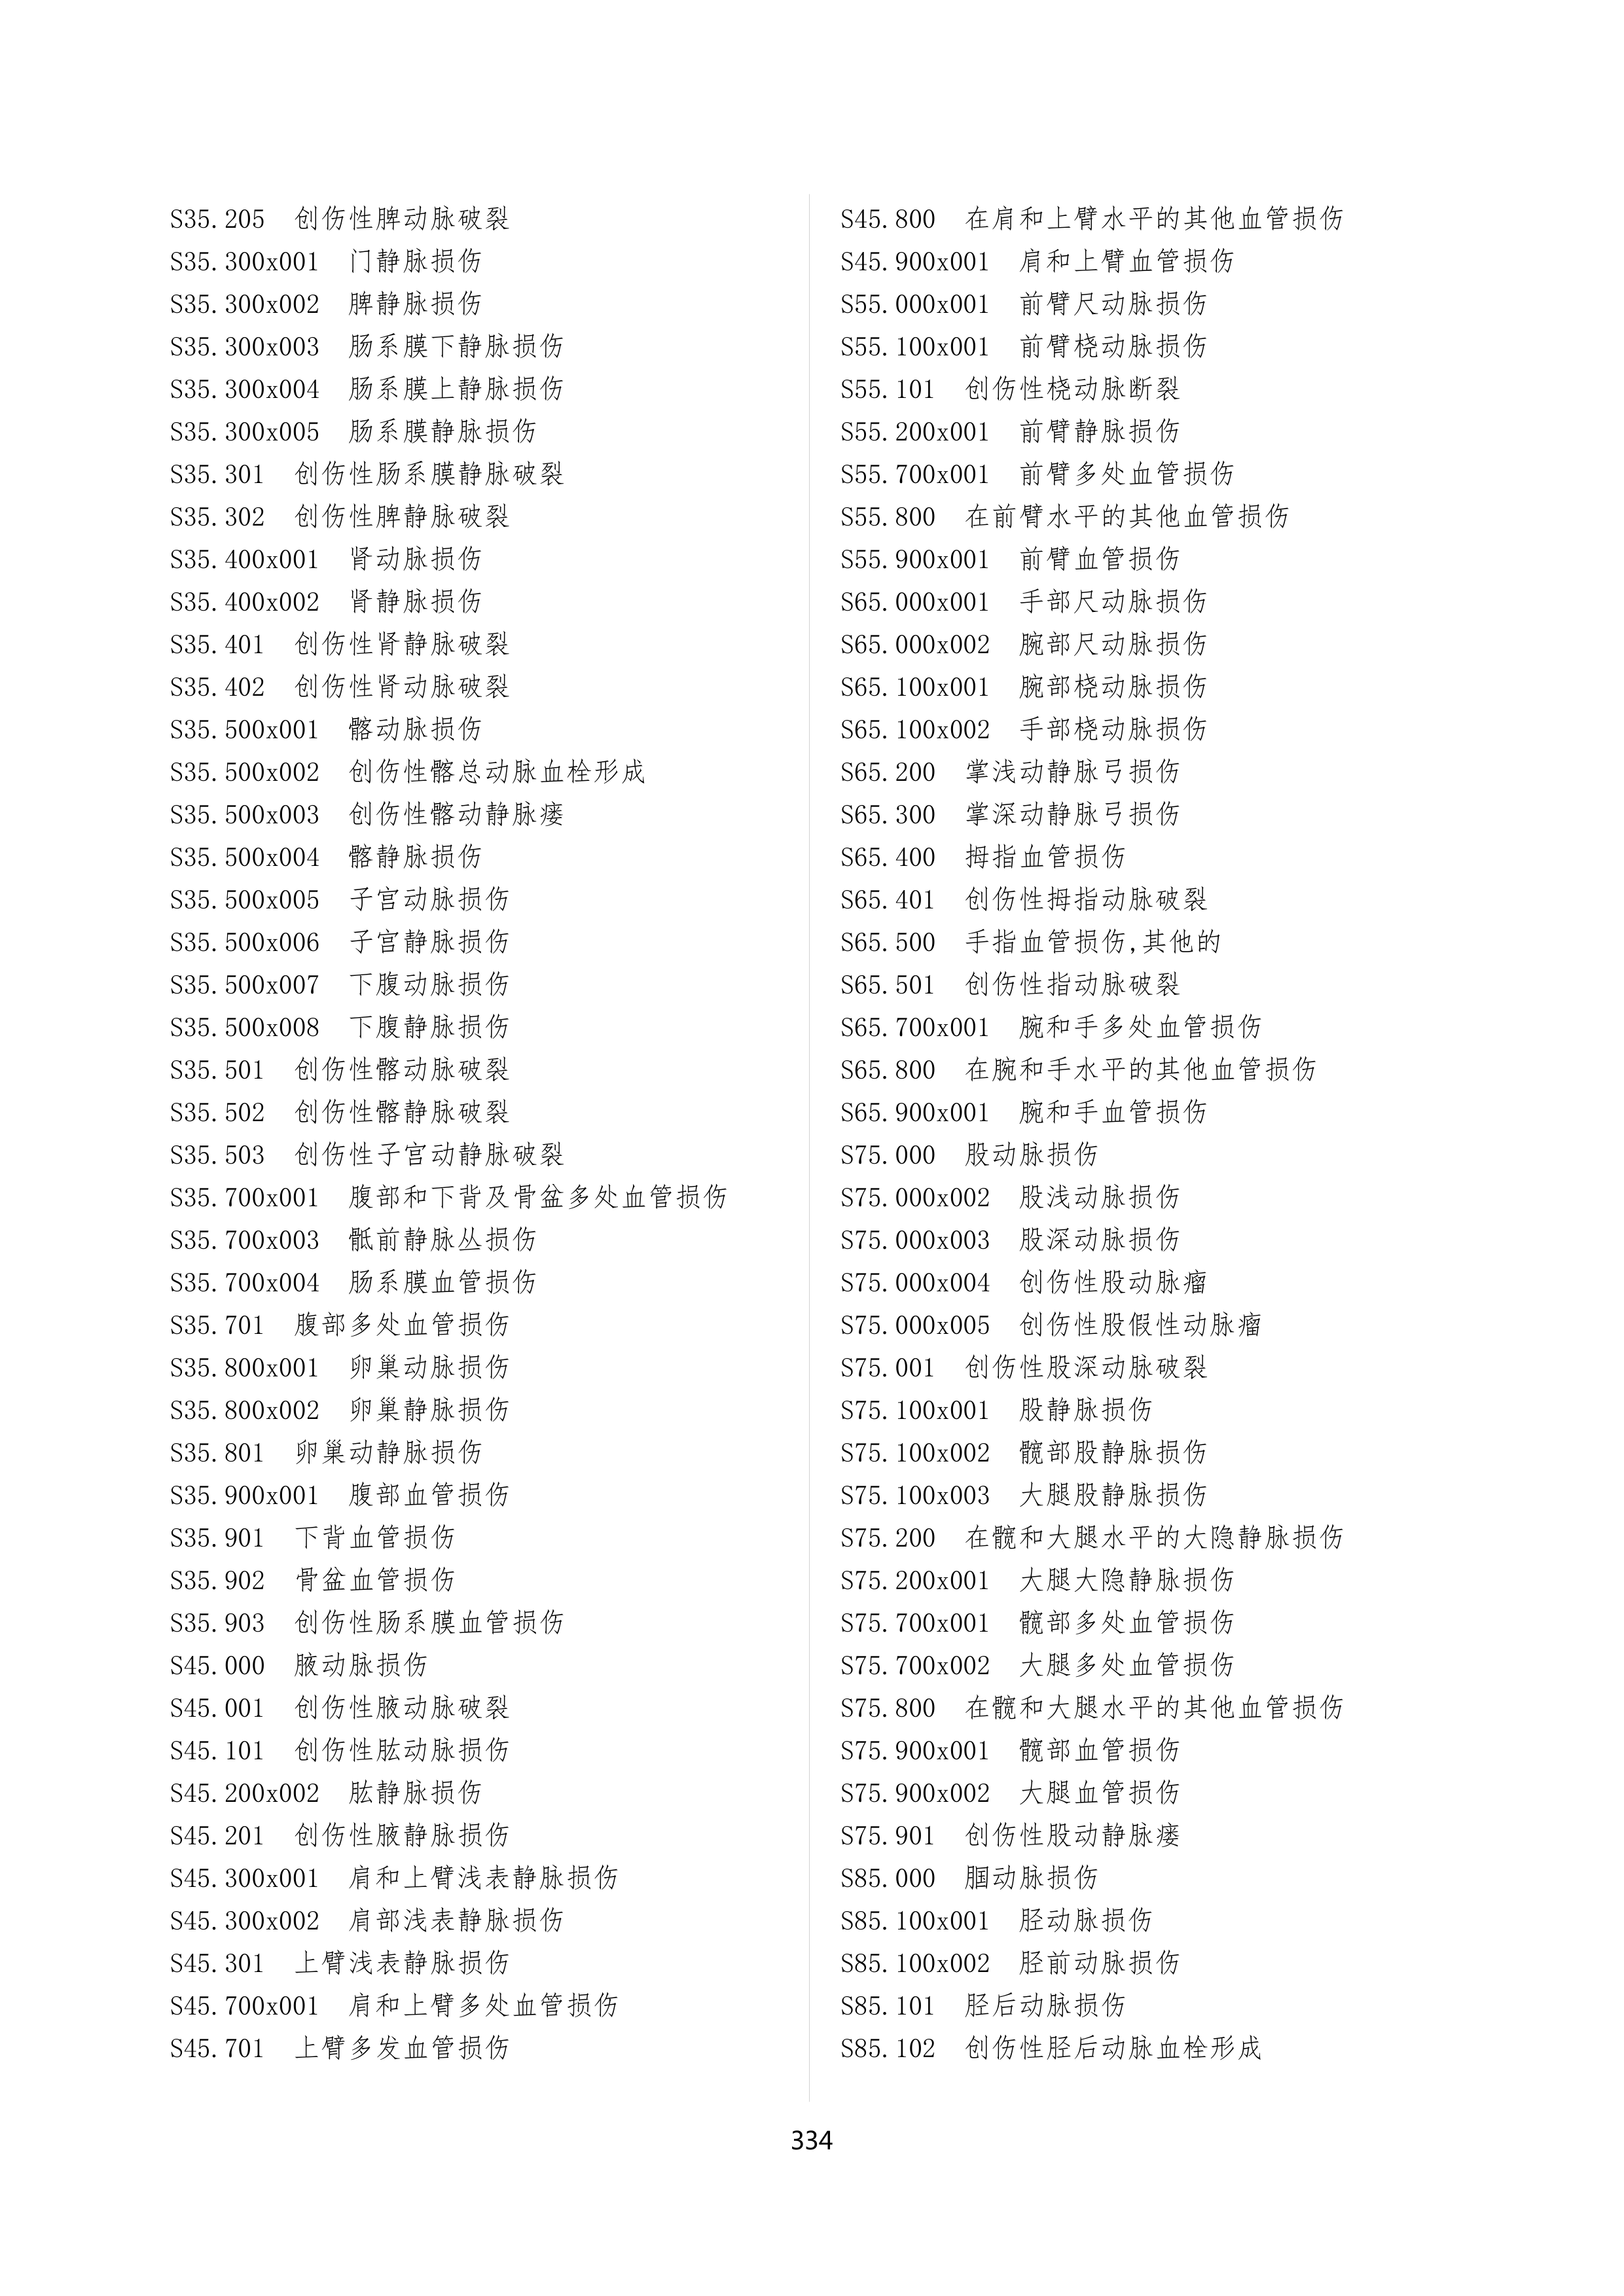 S35.205 创伤性脾动脉破裂
S35.300x001 门静脉损伤
S35.300x002 脾静脉损伤
S35.300x003 肠系膜下静脉损伤
S35.300x004 肠系膜上静脉损伤
S35.300x005 肠系膜静脉损伤
S35.301 创伤性肠系膜静脉破裂
S35.302 创伤性脾静脉破裂
S35.400x001 肾动脉损伤
S35.400x002 肾静脉损伤
S35.401 创伤性肾静脉破裂
S35.402 创伤性肾动脉破裂
S35.500x001 髂动脉损伤
S35.500x002 创伤性髂总动脉血栓形成
S35.500x003 创伤性髂动静脉瘘
S35.500x004 髂静脉损伤
S35.500x005 子宫动脉损伤
S35.500x006 子宫静脉损伤
S35.500x007 下腹动脉损伤
S35.500x008 下腹静脉损伤
S35.501 创伤性髂动脉破裂
S35.502 创伤性髂静脉破裂
S35.503 创伤性子宫动静脉破裂
S35.700x001 腹部和下背及骨盆多处血管损伤
S35.700x003 骶前静脉丛损伤
S35.700x004 肠系膜血管损伤
S35.701 腹部多处血管损伤
S35.800x001 卵巢动脉损伤
S35.800x002 卵巢静脉损伤
S35.801 卵巢动静脉损伤
S35.900x001 腹部血管损伤
S35.901 下背血管损伤
S35.902 骨盆血管损伤
S35.903 创伤性肠系膜血管损伤
S45.000 腋动脉损伤
S45.001 创伤性腋动脉破裂
S45.101 创伤性肱动脉损伤
S45.200x002 肱静脉损伤
S45.201 创伤性腋静脉损伤
S45.300x001 肩和上臂浅表静脉损伤
S45.300x002 肩部浅表静脉损伤
S45.301 上臂浅表静脉损伤
S45.700x001 肩和上臂多处血管损伤
S45.701 上臂多发血管损伤
S45.800 在肩和上臂水平的其他血管损伤
S45.900x001 肩和上臂血管损伤
S55.000x001 前臂尺动脉损伤
S55.100x001 前臂桡动脉损伤
S55.101 创伤性桡动脉断裂
S55.200x001 前臂静脉损伤
S55.700x001 前臂多处血管损伤
S55.800 在前臂水平的其他血管损伤
S55.900x001 前臂血管损伤
S65.000x001 手部尺动脉损伤
S65.000x002 腕部尺动脉损伤
S65.100x001 腕部桡动脉损伤
S65.100x002 手部桡动脉损伤
S65.200 掌浅动静脉弓损伤
S65.300 掌深动静脉弓损伤
S65.400 拇指血管损伤
S65.401 创伤性拇指动脉破裂
S65.500 手指血管损伤,其他的
S65.501 创伤性指动脉破裂
S65.700x001 腕和手多处血管损伤
S65.800 在腕和手水平的其他血管损伤
S65.900x001 腕和手血管损伤
S75.000 股动脉损伤
S75.000x002 股浅动脉损伤
S75.000x003 股深动脉损伤
S75.000x004 创伤性股动脉瘤
S75.000x005 创伤性股假性动脉瘤
S75.001 创伤性股深动脉破裂
S75.100x001 股静脉损伤
S75.100x002 髋部股静脉损伤
S75.100x003 大腿股静脉损伤
S75.200 在髋和大腿水平的大隐静脉损伤
S75.200x001 大腿大隐静脉损伤
S75.700x001 髋部多处血管损伤
S75.700x002 大腿多处血管损伤
S75.800 在髋和大腿水平的其他血管损伤
S75.900x001 髋部血管损伤
S75.900x002 大腿血管损伤
S75.901 创伤性股动静脉瘘
S85.000 腘动脉损伤
S85.100x001 胫动脉损伤
S85.100x002 胫前动脉损伤
S85.101 胫后动脉损伤
S85.102 创伤性胫后动脉血栓形成
334